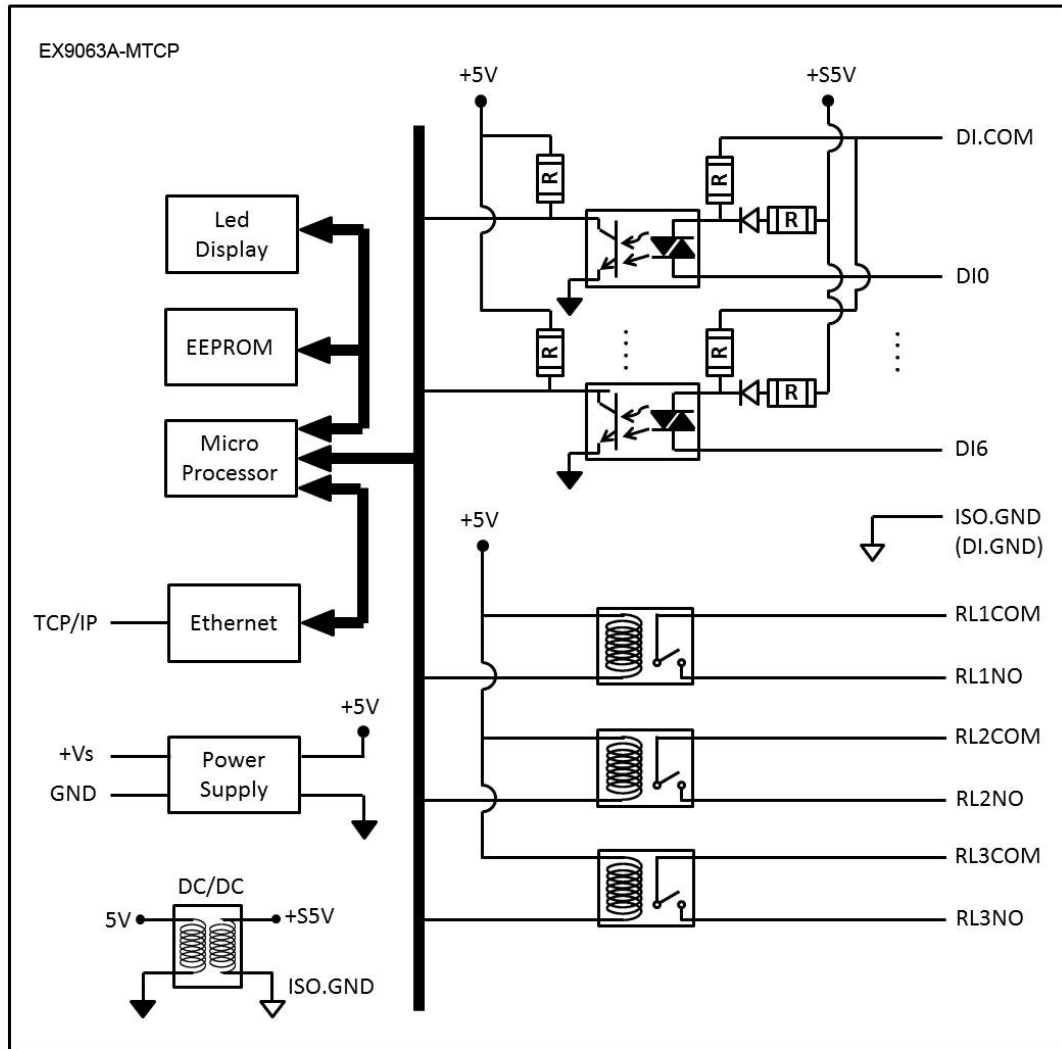 EX9063A-MTCP
+5V
+S5V
DI.COM
R
R
R
Led
Display
DI0
EEPROM
R
R
R
Micro
Processor
DI6
+5V
ISO.GND
(DI.GND)
TCP/IP
Ethernet
RL1COM
RL1NO
+5V
+Vs
GND
Power
Supply
RL2COM
RL2NO
RL3COM
RL3NO
DC/DC
5V
+S5V
ISO.GND